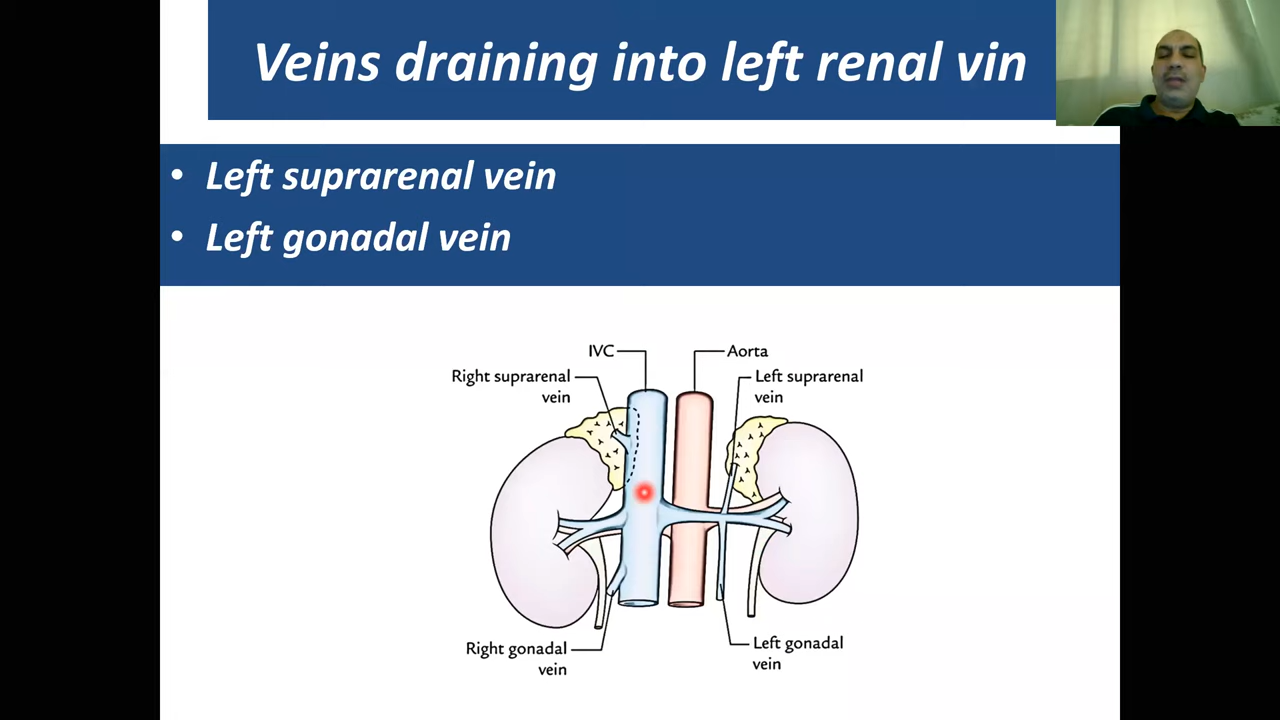 Veins draining into left renal vin
• Left suprarenal vein
• Left gonadal vein
IVC
Aorta
Right suprarenal
vein
Left suprarenal
vein
Right gonadal
vein
Left gonadal
vein